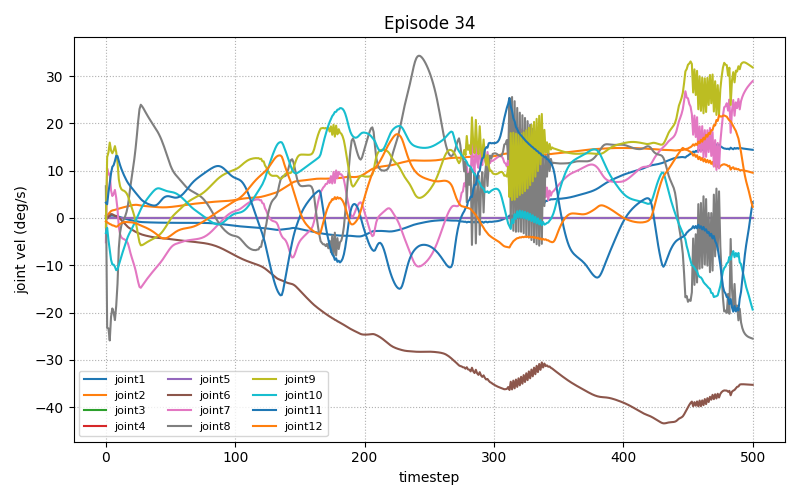 Episode 34
joint vel (deg/s)
30
20
10
0
−10
−20
−30
−40
joint1
joint2
joint3
joint4
joint5
joint6
joint7
joint8
joint9
joint10
joint11
joint12
0 100 200 300 400 500
timestep